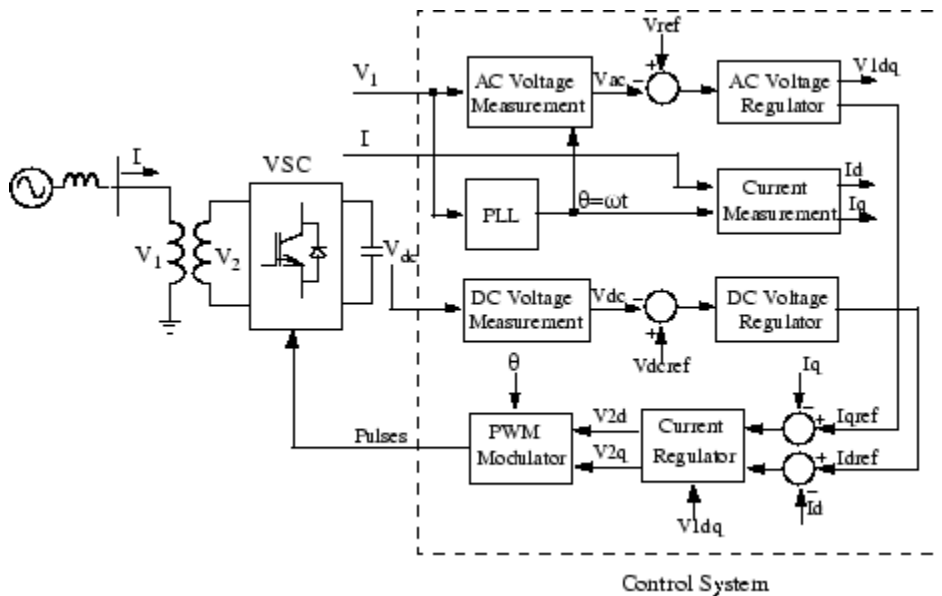 Vref
V1
AC Voltage
Measurement
Vac
−
+
AC Voltage
Regulator
V1dq
I
VSC
I
PLL
θ=ωt
Current
Measurement
Id
Iq
V1
V2
Vdc
DC Voltage
Measurement
Vdc
−
+
Vdcref
DC Voltage
Regulator
θ
Iq
Pulses
PWM
Modulator
V2d
V2q
Current
Regulator
−
+
Iqref
+
Idref
−
Id
V1dq
Control System